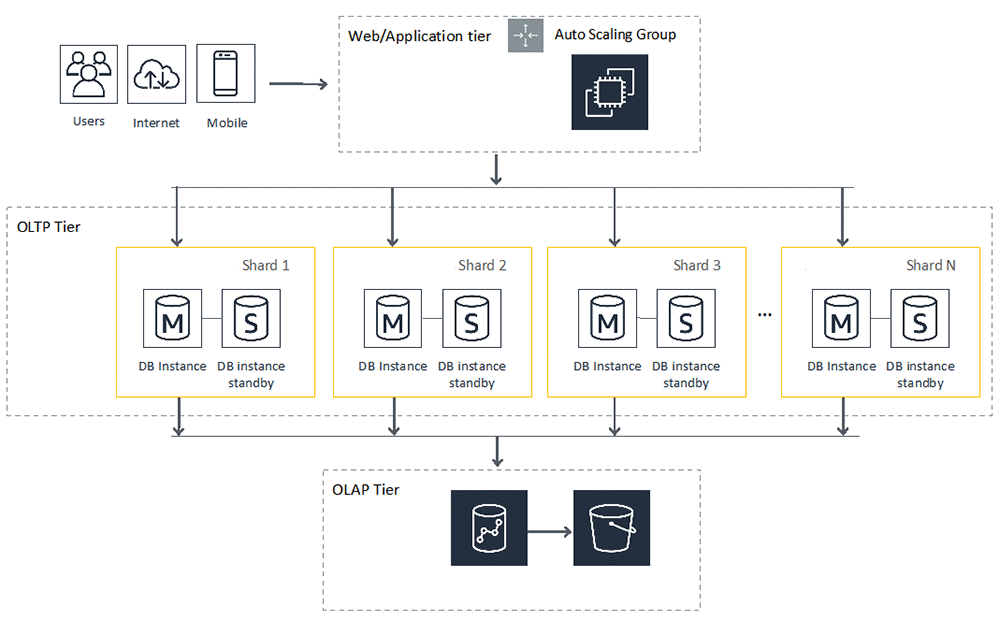 Web/Application tier
Auto Scaling Group
Users
Internet
Mobile
OLTP Tier
Shard 1
M
S
DB Instance
DB instance
standby
Shard 2
M
S
DB Instance
DB instance
standby
Shard 3
M
S
DB Instance
DB instance
standby
...
Shard N
M
S
DB Instance
DB instance
standby
OLAP Tier